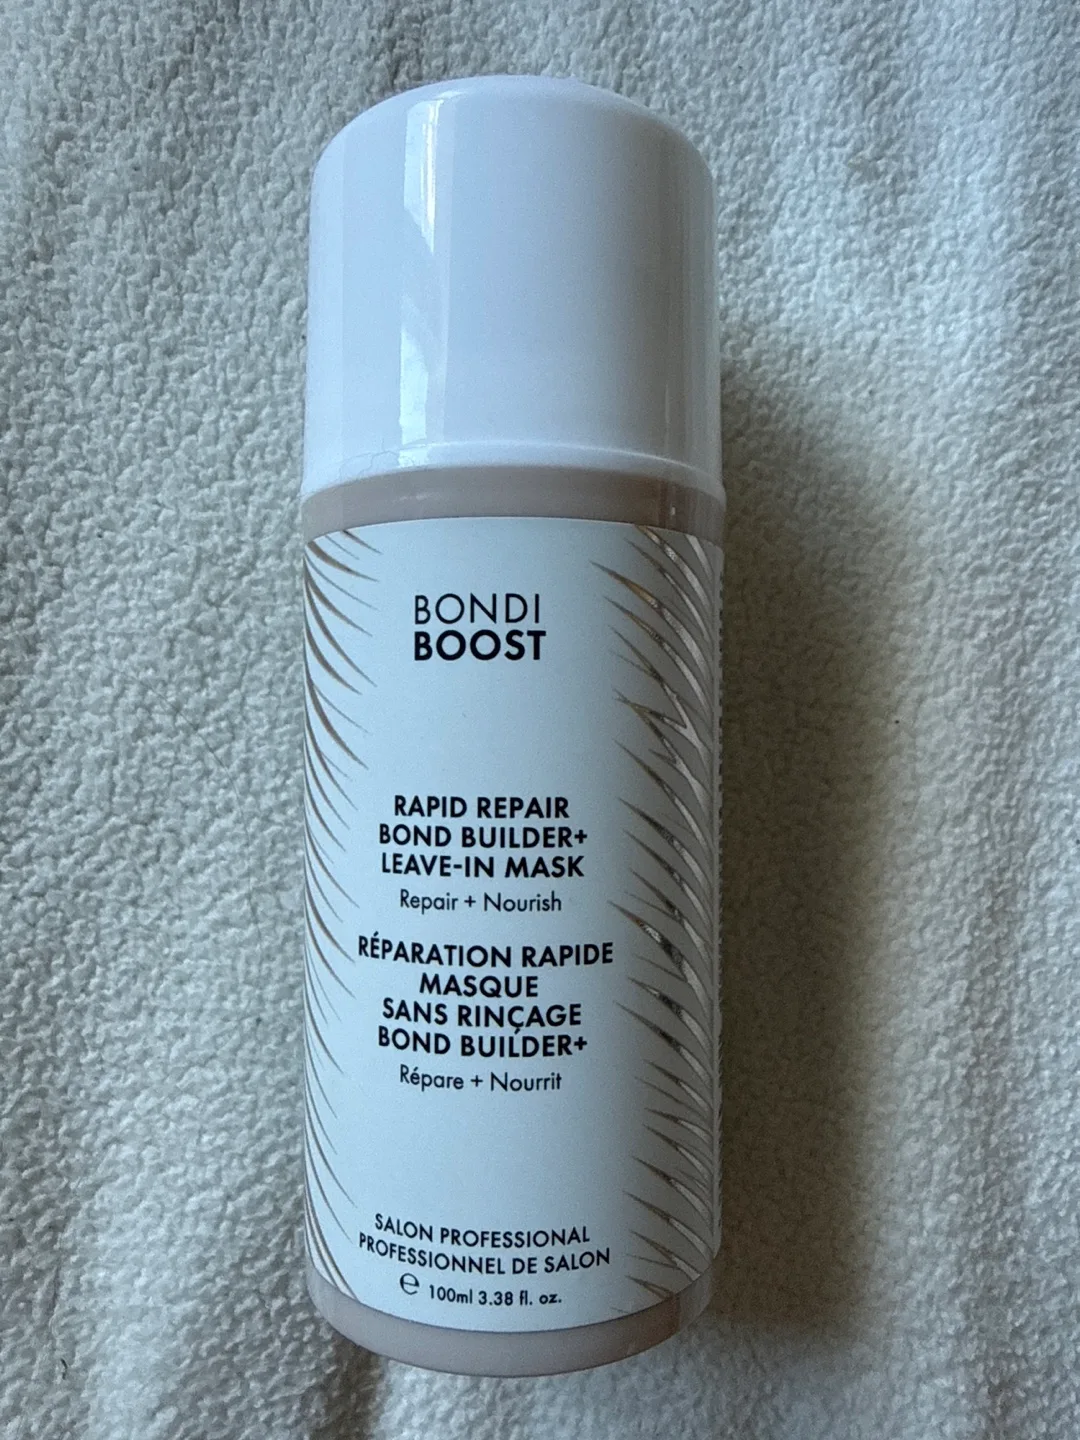 BONDI
BOOST
RAPID REPAIR
BOND BUILDER+
LEAVE-IN MASK
Repair + Nourish
RÉPARATION RAPIDE
MASQUE
SANS RINÇAGE
BOND BUILDER+
Répare + Nourrit
SALON PROFESSIONAL
PROFESSIONNEL DE SALON
℮ 100ml 3.38 fl. oz.